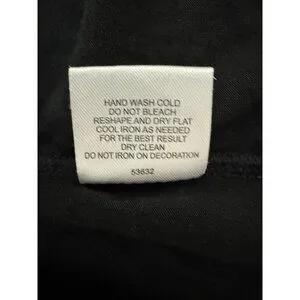 HAND WASH COLD
DO NOT BLEACH
RESHAPE AND DRY FLAT
COOL IRON AS NEEDED
FOR THE BEST RESULT
DRY CLEAN
DO NOT IRON ON DECORATION
53632